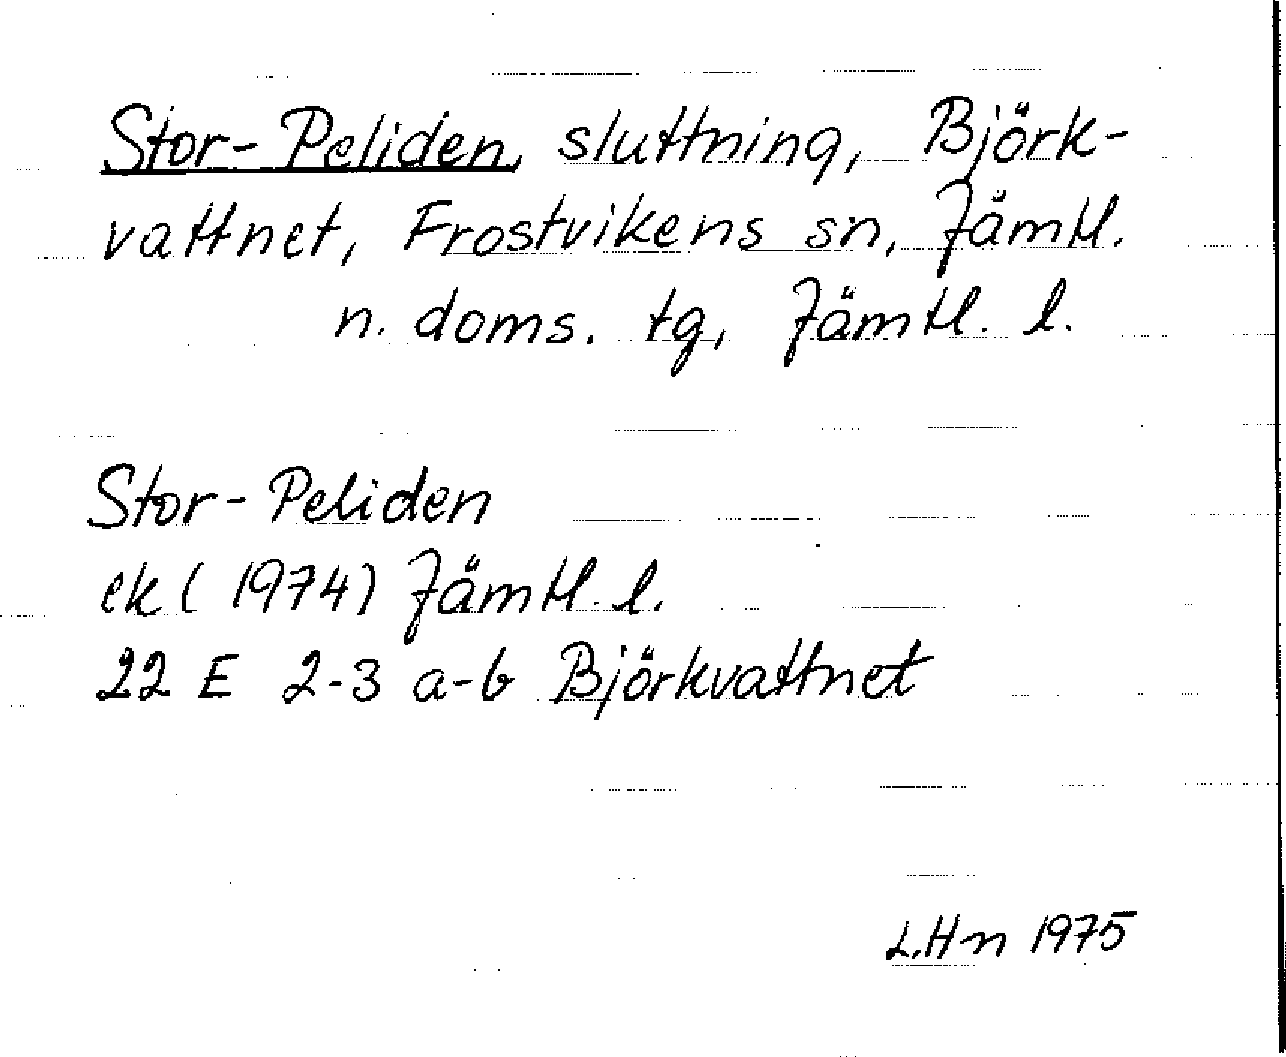 Stor-Peliden, sluttning, Björk-
vattnet, Frostvikens sn, Jämtl.
n. doms. tg, Jämtl. l.
Stor-Peliden
ek (1974) Jämtl. l.
22 E 2-3 a-b Björkvattnet
L.Hn 1975